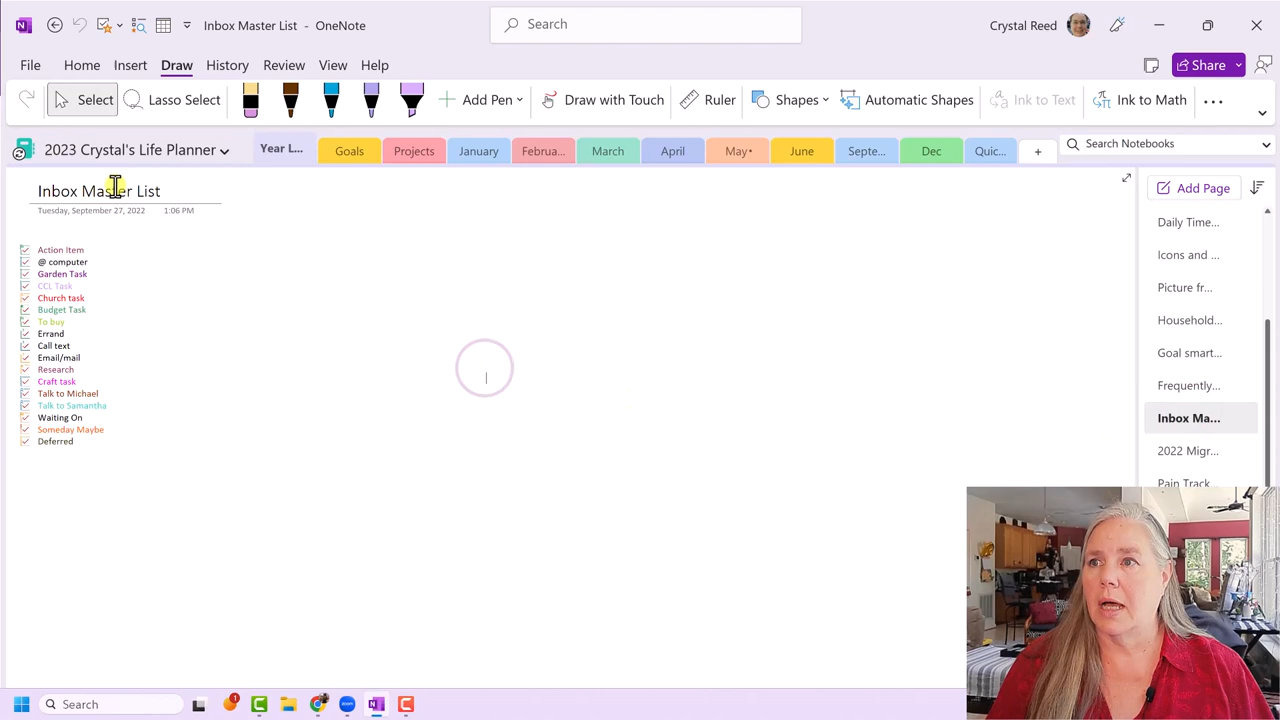 Inbox Master List - OneNote
Search
Crystal Reed
File Home Insert Draw History Review View Help
Share
Select Lasso Select Add Pen Draw with Touch Ruler Shapes Automatic Shapes Ink to Text Ink to Math
2023 Crystal's Life Planner
Year L... Goals Projects January Februa... March April May• June Septe... Dec Quic... +
Search Notebooks
Inbox Master List
Tuesday, September 27, 2022 1:06 PM
Action Item
@ computer
Garden Task
CCL Task
Church task
Budget Task
To buy
Errand
Call text
Email/mail
Research
Craft task
Talk to Michael
Talk to Samantha
Waiting On
Someday Maybe
Deferred
Add Page
Daily Time...
Icons and ...
Picture fr...
Household...
Goal smart...
Frequently...
Inbox Ma...
2022 Migr...
Pain Track...
Search
1